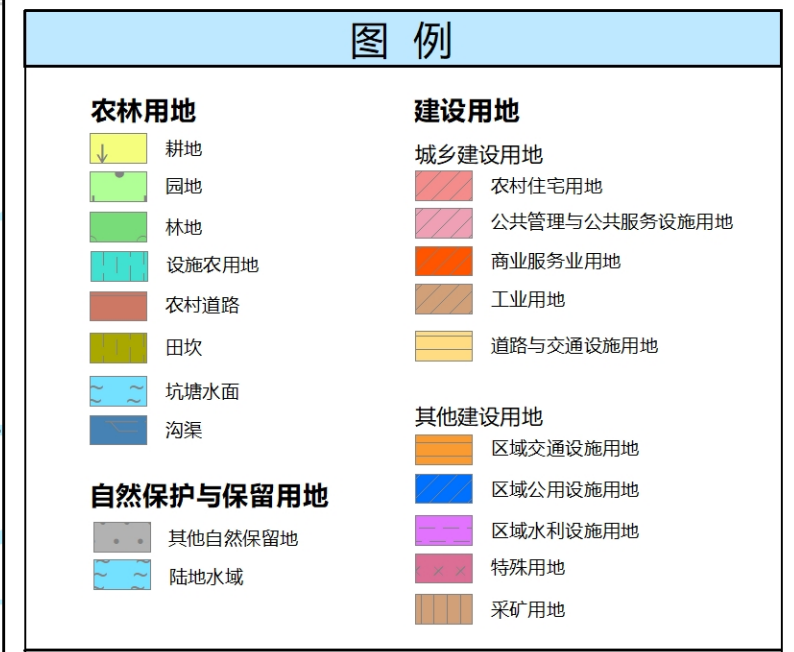 图 例
农林用地
耕地
园地
林地
设施农用地
农村道路
田坎
坑塘水面
沟渠
自然保护与保留用地
其他自然保留地
陆地水域
建设用地
城乡建设用地
农村住宅用地
公共管理与公共服务设施用地
商业服务业用地
工业用地
道路与交通设施用地
其他建设用地
区域交通设施用地
区域公用设施用地
区域水利设施用地
特殊用地
采矿用地